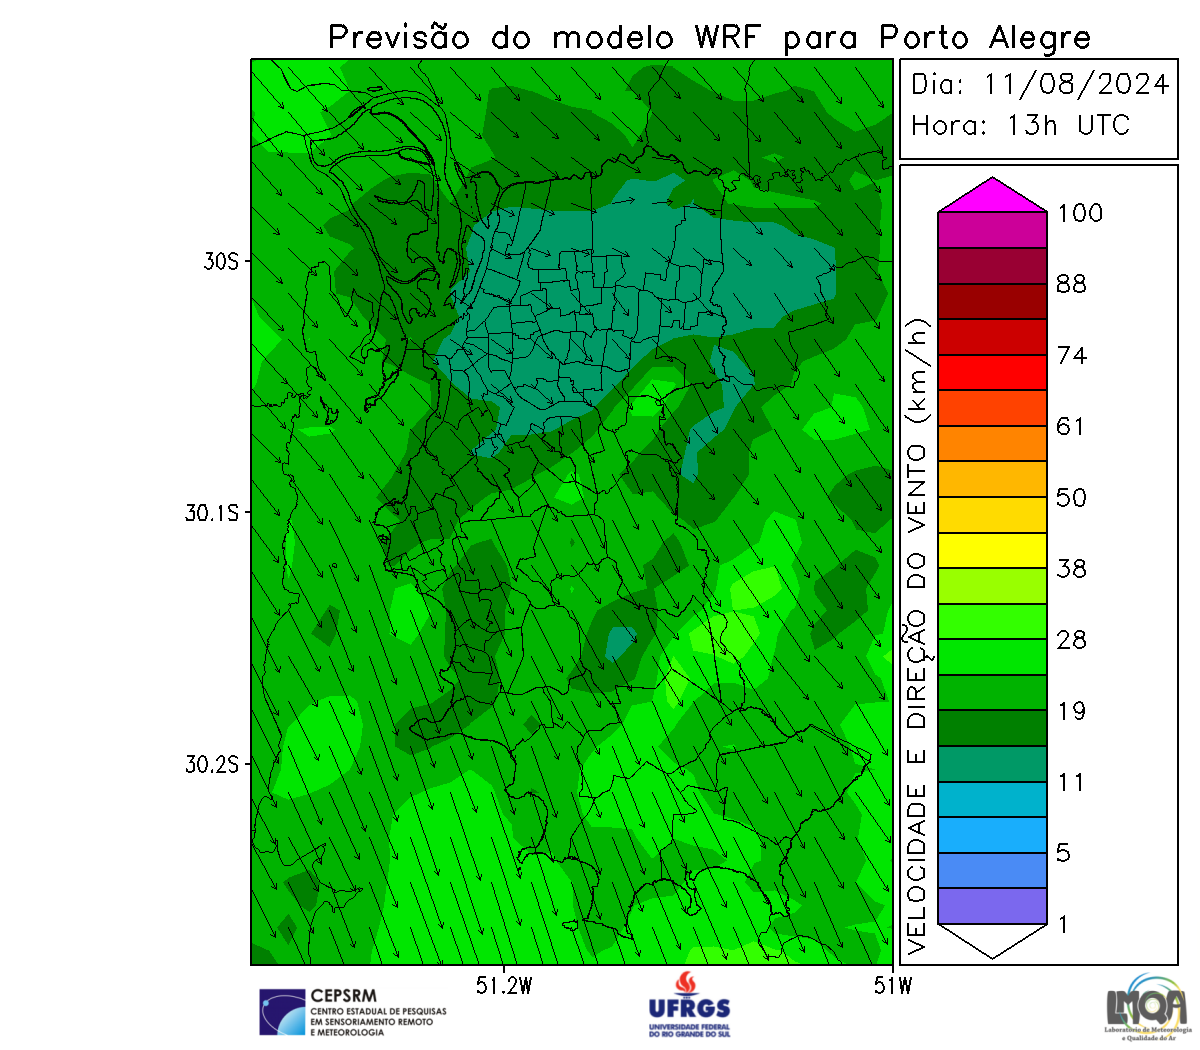 Previsão do modelo WRF para Porto Alegre
Dia: 11/08/2024
Hora: 13h UTC
30S
30.1S
30.2S
51.2W
51W
VELOCIDADE E DIREÇÃO DO VENTO (km/h)
100
88
74
61
50
38
28
19
11
5
1
CEPSRM
CENTRO ESTADUAL DE PESQUISAS
EM SENSORIAMENTO REMOTO
E METEOROLOGIA
UFRGS
UNIVERSIDADE FEDERAL
DO RIO GRANDE DO SUL
LMQA
Laboratório de Meteorologia
e Qualidade do Ar